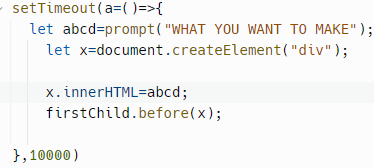 setTimeout(a=()=>{
let abcd=prompt("WHAT YOU WANT TO MAKE");
let x=document.createElement("div");
x.innerHTML=abcd;
firstChild.before(x);
},10000)